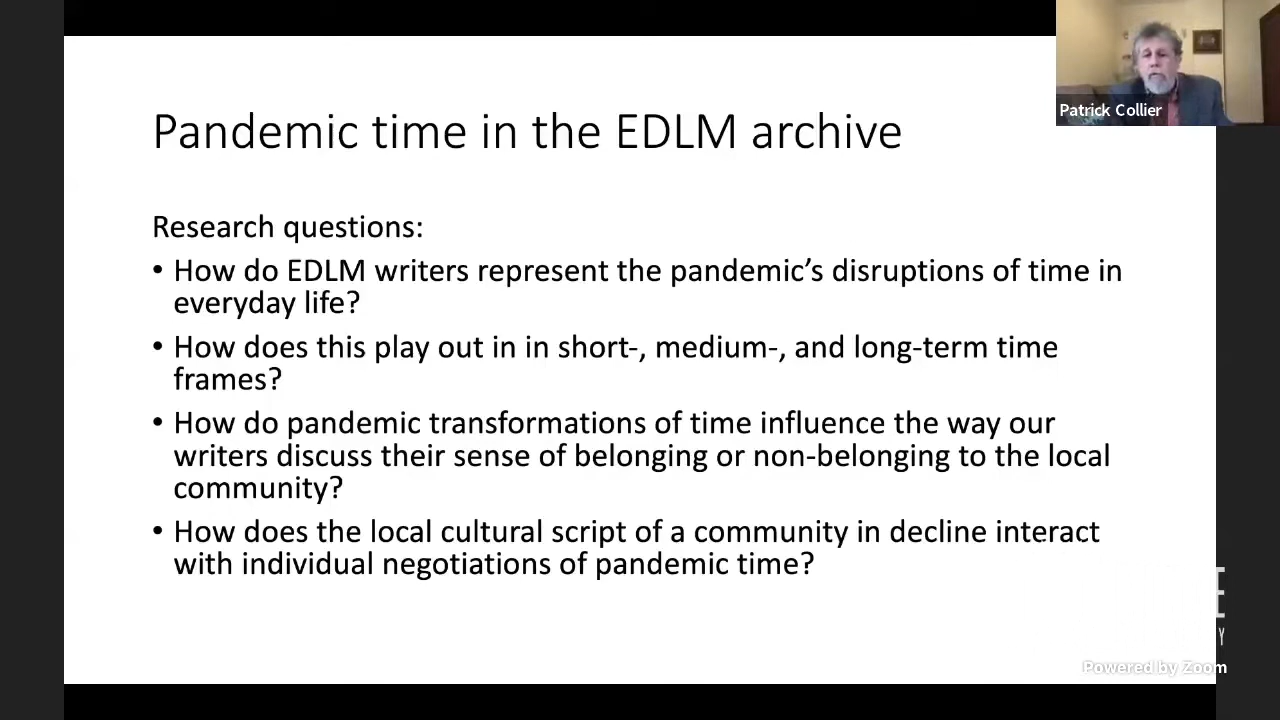 Pandemic time in the EDLM archive
Patrick Collier
Research questions:
• How do EDLM writers represent the pandemic’s disruptions of time in
everyday life?
• How does this play out in in short-, medium-, and long-term time
frames?
• How do pandemic transformations of time influence the way our
writers discuss their sense of belonging or non-belonging to the local
community?
• How does the local cultural script of a community in decline interact
with individual negotiations of pandemic time?
E
Y
Powered by Zoom